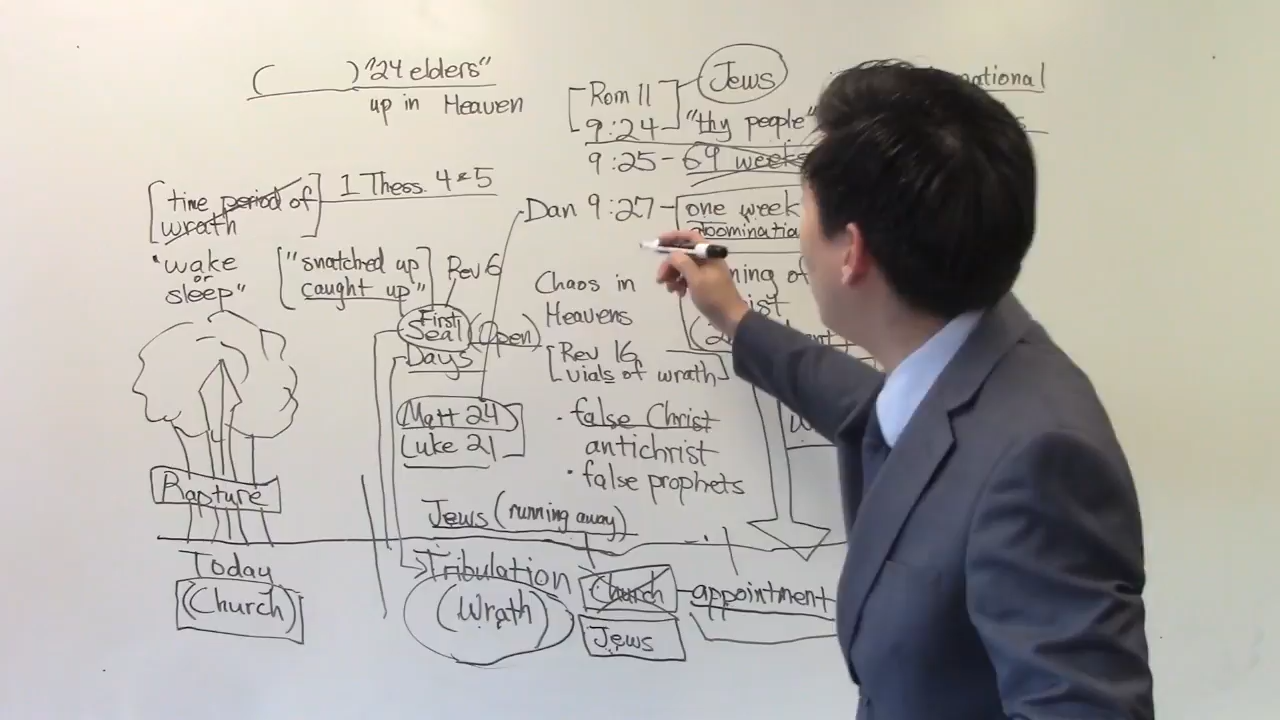 ( ) "24 elders"
up in Heaven
Rom 11
9:24
Jews
"thy people"
9:25 - 69 weeks
national
[time period of
wrath]
1 Thess. 4 & 5
Dan 9:27 - one week
abominatio
"wake
or
sleep"
["snatched up
caught up"]
Rev 6
First
Seal (Open)
Days
Chaos in
Heavens
[Rev 16
vials of wrath]
Matt 24
Luke 21
• false Christ
antichrist
• false prophets
Rapture
Jews (running away)
Today
(Church)
Tribulation
(Wrath)
Church
Jews
appointment